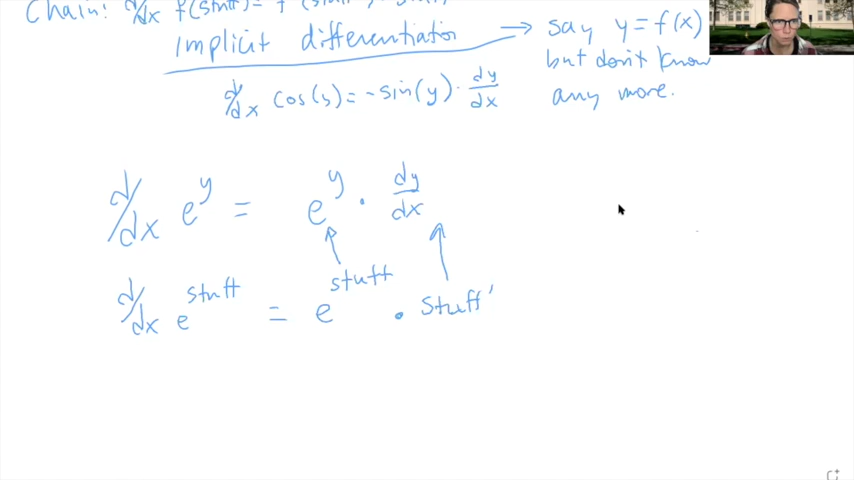 Chain: d/dx f(stuff) = f'(stuff)
Implicit differentiation → say y = f(x)
but don't know
any more.
d/dx cos(y) = -sin(y) · dy/dx
d/dx e^y = e^y · dy/dx
d/dx e^stuff = e^stuff · stuff'